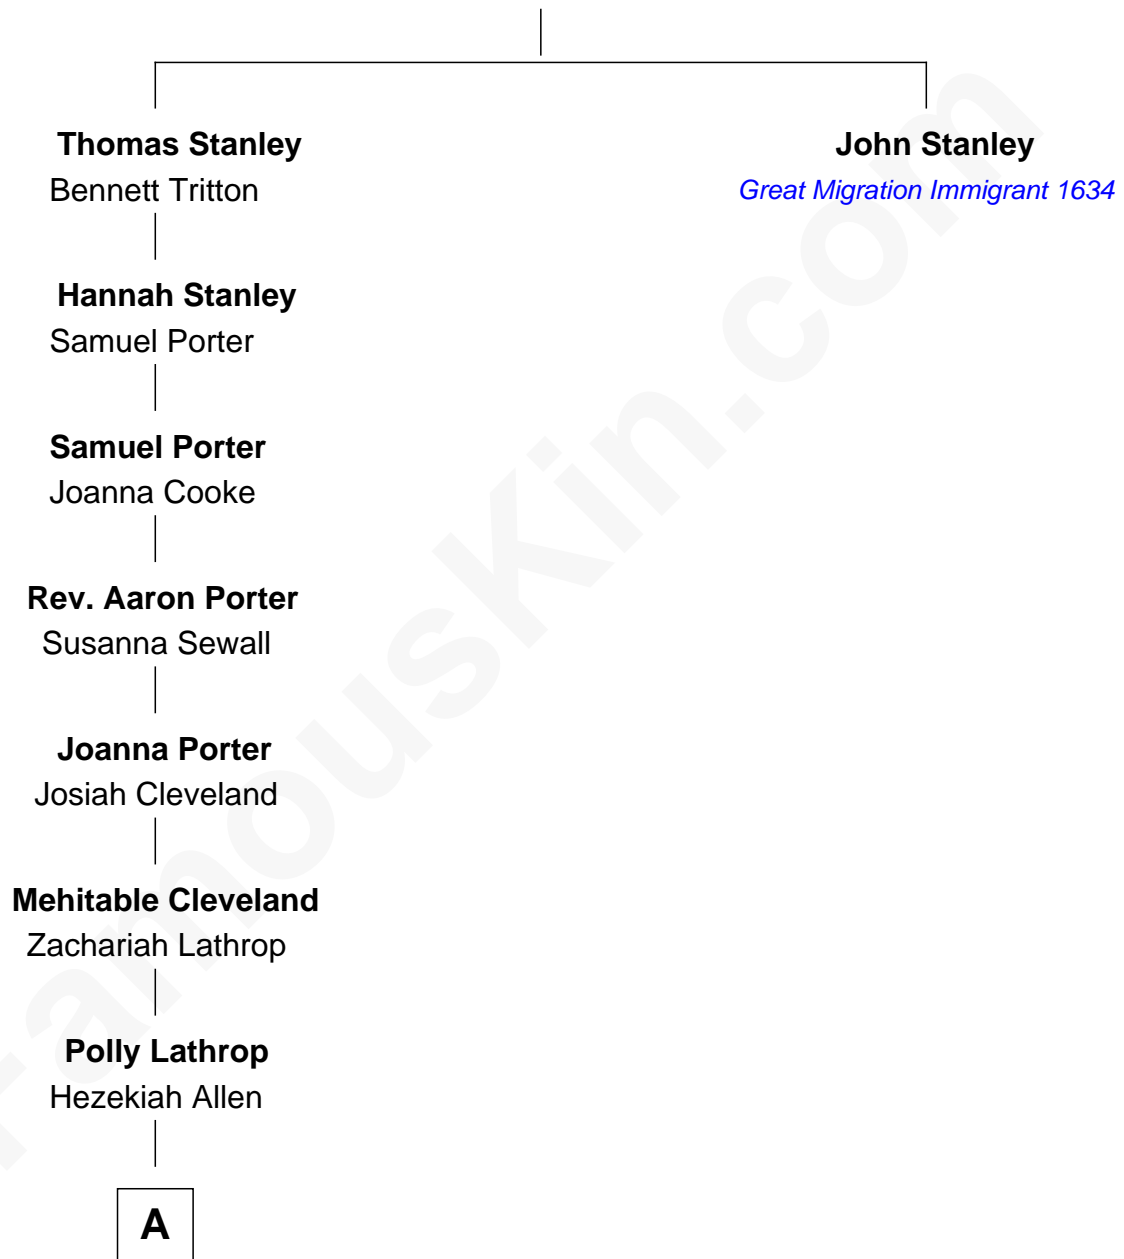 Thomas Stanley
Bennett Tritton
John Stanley
Great Migration Immigrant 1634
Hannah Stanley
Samuel Porter
Samuel Porter
Joanna Cooke
Rev. Aaron Porter
Susanna Sewall
Joanna Porter
Josiah Cleveland
Mehitable Cleveland
Zachariah Lathrop
Polly Lathrop
Hezekiah Allen
A
FamousKin.com